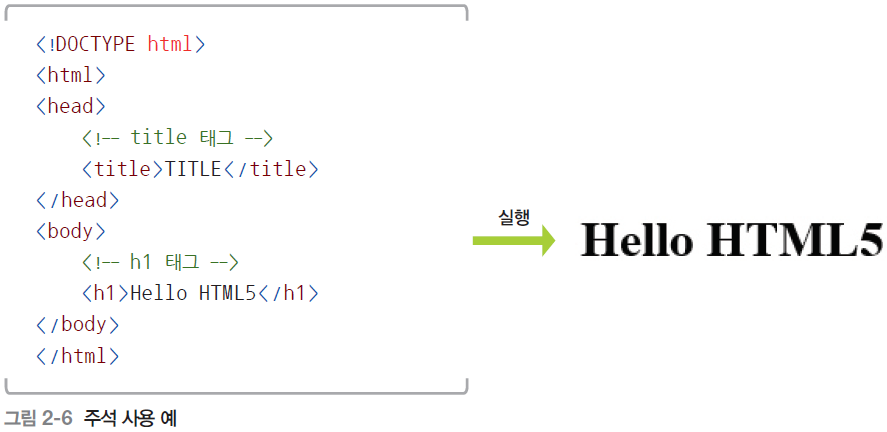 <!DOCTYPE html>
<html>
<head>
    <!-- title 태그 -->
    <title>TITLE</title>
</head>
<body>
    <!-- h1 태그 -->
    <h1>Hello HTML5</h1>
</body>
</html>
실행
Hello HTML5
그림 2-6 주석 사용 예